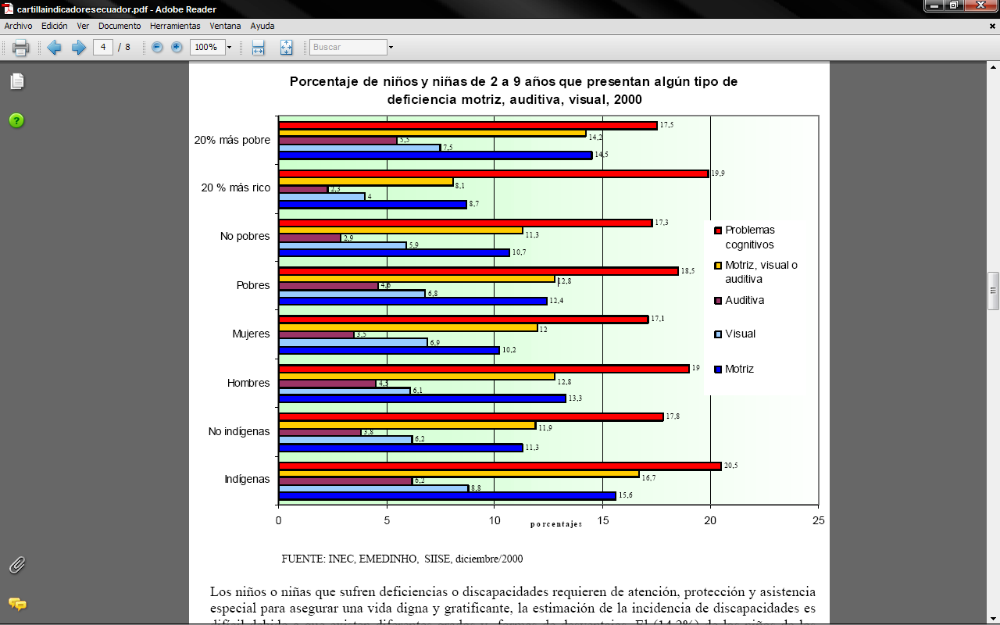 cartillaindicadoresecuador.pdf - Adobe Reader
Archivo Edición Ver Documento Herramientas Ventana Ayuda
4 / 8 100% Buscar
Porcentaje de niños y niñas de 2 a 9 años que presentan algún tipo de
deficiencia motriz, auditiva, visual, 2000
20% más pobre
17,5
14,2
5,5
7,5
14,5
20 % más rico
19,9
8,1
2,3
4
8,7
No pobres
17,3
11,3
2,9
5,9
10,7
Pobres
18,5
12,8
4,6
6,8
12,4
Mujeres
17,1
12
3,5
6,9
10,2
Hombres
19
12,8
4,5
6,1
13,3
No indígenas
17,8
11,9
3,8
6,2
11,3
Indígenas
20,5
16,7
6,2
8,8
15,6
Problemas
cognitivos
Motriz, visual o
auditiva
Auditiva
Visual
Motriz
0 5 10 15 20 25
porcentajes
FUENTE: INEC, EMEDINHO, SIISE, diciembre/2000
Los niños o niñas que sufren deficiencias o discapacidades requieren de atención, protección y asistencia
especial para asegurar una vida digna y gratificante, la estimación de la incidencia de discapacidades es